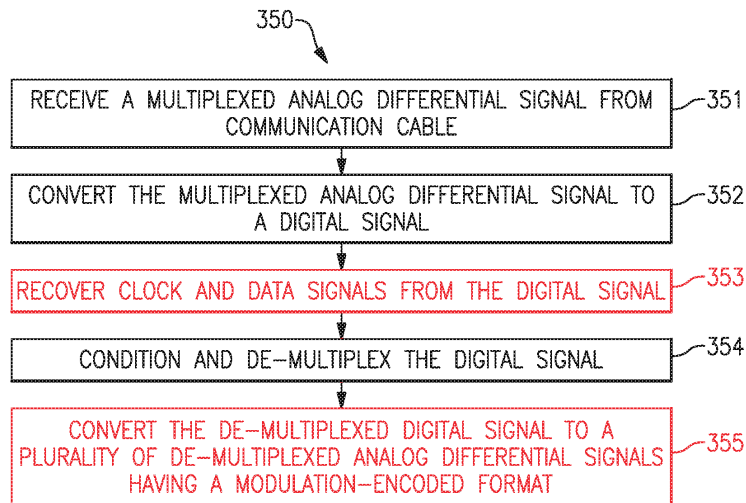 350
RECEIVE A MULTIPLEXED ANALOG DIFFERENTIAL SIGNAL FROM
COMMUNICATION CABLE
351
CONVERT THE MULTIPLEXED ANALOG DIFFERENTIAL SIGNAL TO
A DIGITAL SIGNAL
352
RECOVER CLOCK AND DATA SIGNALS FROM THE DIGITAL SIGNAL
353
CONDITION AND DE-MULTIPLEX THE DIGITAL SIGNAL
354
CONVERT THE DE-MULTIPLEXED DIGITAL SIGNAL TO A
PLURALITY OF DE-MULTIPLEXED ANALOG DIFFERENTIAL SIGNALS
HAVING A MODULATION-ENCODED FORMAT
355